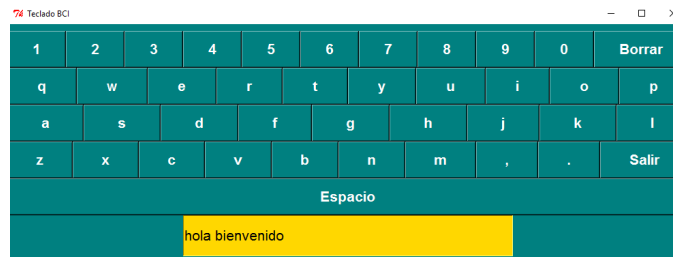 Teclado BCI
1 2 3 4 5 6 7 8 9 0 Borrar
q w e r t y u i o p
a s d f g h j k l
z x c v b n m , . Salir
Espacio
hola bienvenido